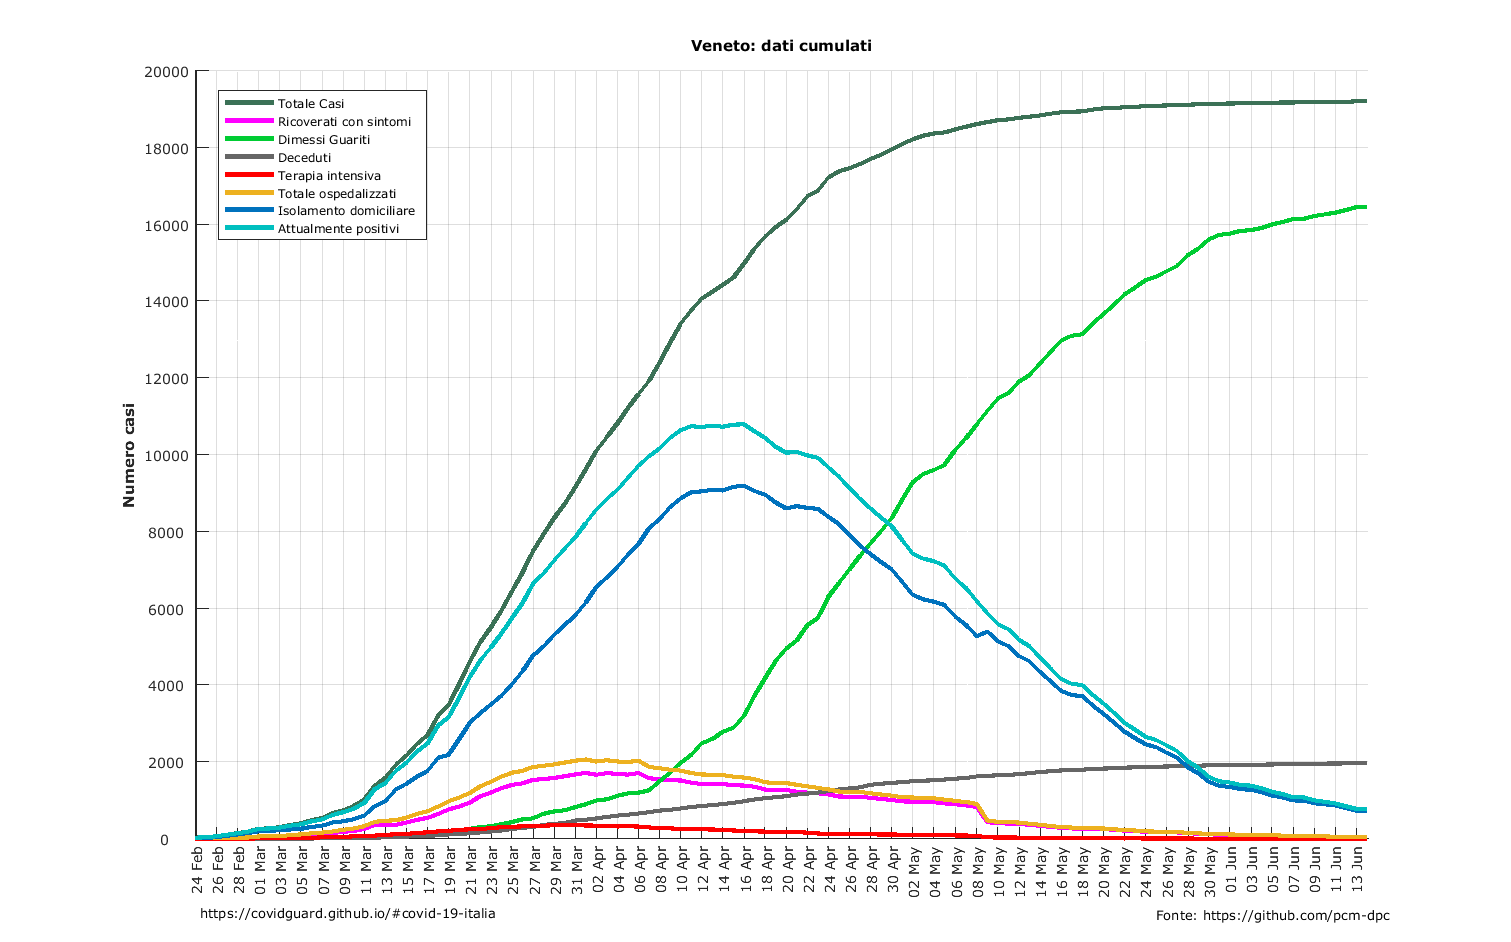 Veneto: dati cumulati
Numero casi
20000
18000
16000
14000
12000
10000
8000
6000
4000
2000
0
Totale Casi
Ricoverati con sintomi
Dimessi Guariti
Deceduti
Terapia intensiva
Totale ospedalizzati
Isolamento domiciliare
Attualmente positivi
24 Feb
26 Feb
28 Feb
01 Mar
03 Mar
05 Mar
07 Mar
09 Mar
11 Mar
13 Mar
15 Mar
17 Mar
19 Mar
21 Mar
23 Mar
25 Mar
27 Mar
29 Mar
31 Mar
02 Apr
04 Apr
06 Apr
08 Apr
10 Apr
12 Apr
14 Apr
16 Apr
18 Apr
20 Apr
22 Apr
24 Apr
26 Apr
28 Apr
30 Apr
02 May
04 May
06 May
08 May
10 May
12 May
14 May
16 May
18 May
20 May
22 May
24 May
26 May
28 May
30 May
01 Jun
03 Jun
05 Jun
07 Jun
09 Jun
11 Jun
13 Jun
https://covidguard.github.io/#covid-19-italia
Fonte: https://github.com/pcm-dpc